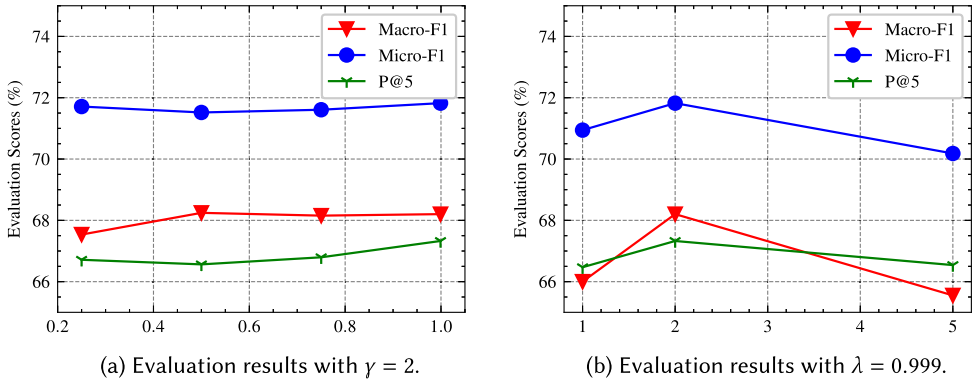 Evaluation Scores (%)
74
72
70
68
66
0.2 0.4 0.6 0.8 1.0
Macro-F1
Micro-F1
P@5
(a) Evaluation results with γ = 2.
Evaluation Scores (%)
74
72
70
68
66
1 2 3 4 5
Macro-F1
Micro-F1
P@5
(b) Evaluation results with λ = 0.999.